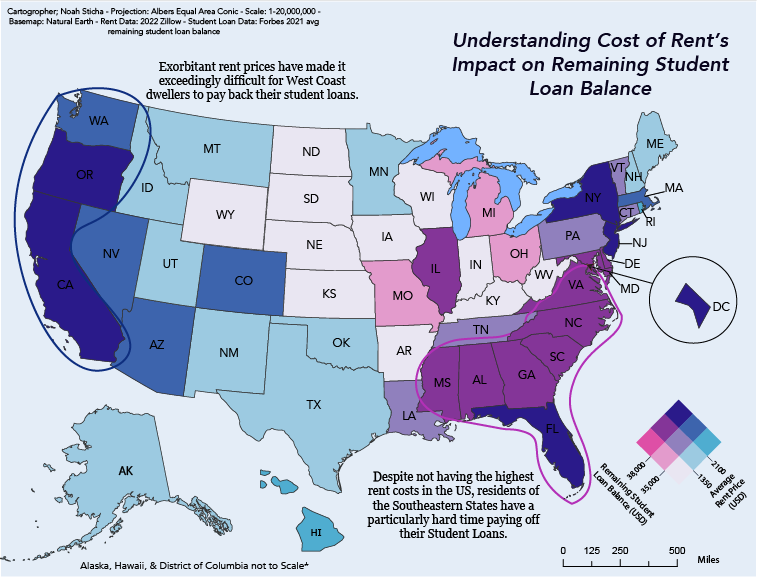 Cartographer; Noah Sticha - Projection: Albers Equal Area Conic - Scale: 1-20,000,000 -
Basemap: Natural Earth - Rent Data: 2022 Zillow - Student Loan Data: Forbes 2021 avg
remaining student loan balance
Understanding Cost of Rent's
Impact on Remaining Student
Loan Balance
Exorbitant rent prices have made it
exceedingly difficult for West Coast
dwellers to pay back their student loans.
WA
OR
CA
NV
ID
MT
WY
UT
CO
AZ
NM
ND
SD
NE
KS
OK
TX
MN
IA
MO
AR
LA
WI
IL
MI
IN
OH
KY
TN
MS
AL
GA
FL
SC
NC
VA
WV
PA
NY
VT
NH
ME
MA
RI
CT
NJ
DE
MD
DC
AK
HI
Despite not having the highest
rent costs in the US, residents of
the Southeastern States have a
particularly hard time paying off
their Student Loans.
38,000
35,000
Remaining Student
Loan Balance (USD)
2100
1350
Average
Rent Price
(USD)
0 125 250 500 Miles
Alaska, Hawaii, & District of Columbia not to Scale*